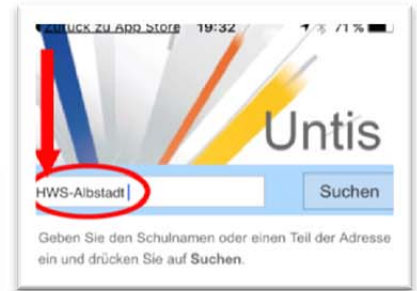 Zurück zu App Store 19:32 71 %
Untis
HWS-Albstadt
Suchen
Geben Sie den Schulnamen oder einen Teil der Adresse
ein und drücken Sie auf Suchen.